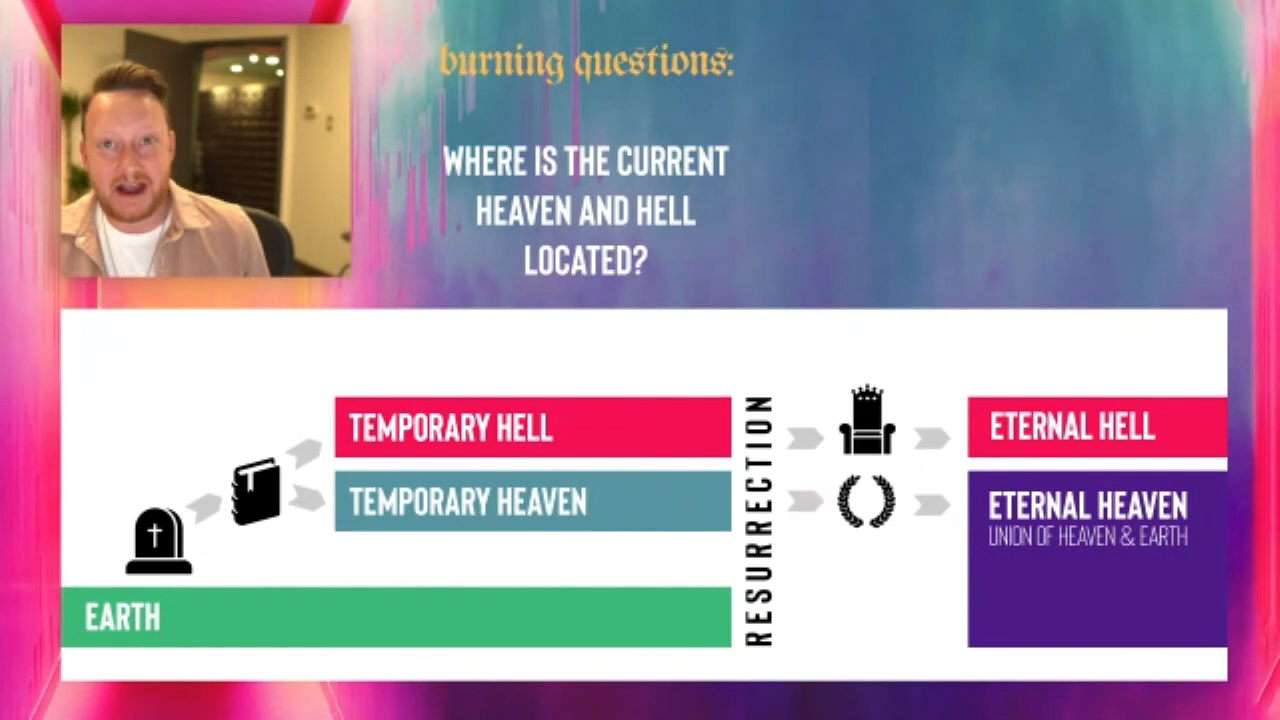 burning questions:
WHERE IS THE CURRENT
HEAVEN AND HELL
LOCATED?
TEMPORARY HELL
TEMPORARY HEAVEN
EARTH
RESURRECTION
ETERNAL HELL
ETERNAL HEAVEN
UNION OF HEAVEN & EARTH